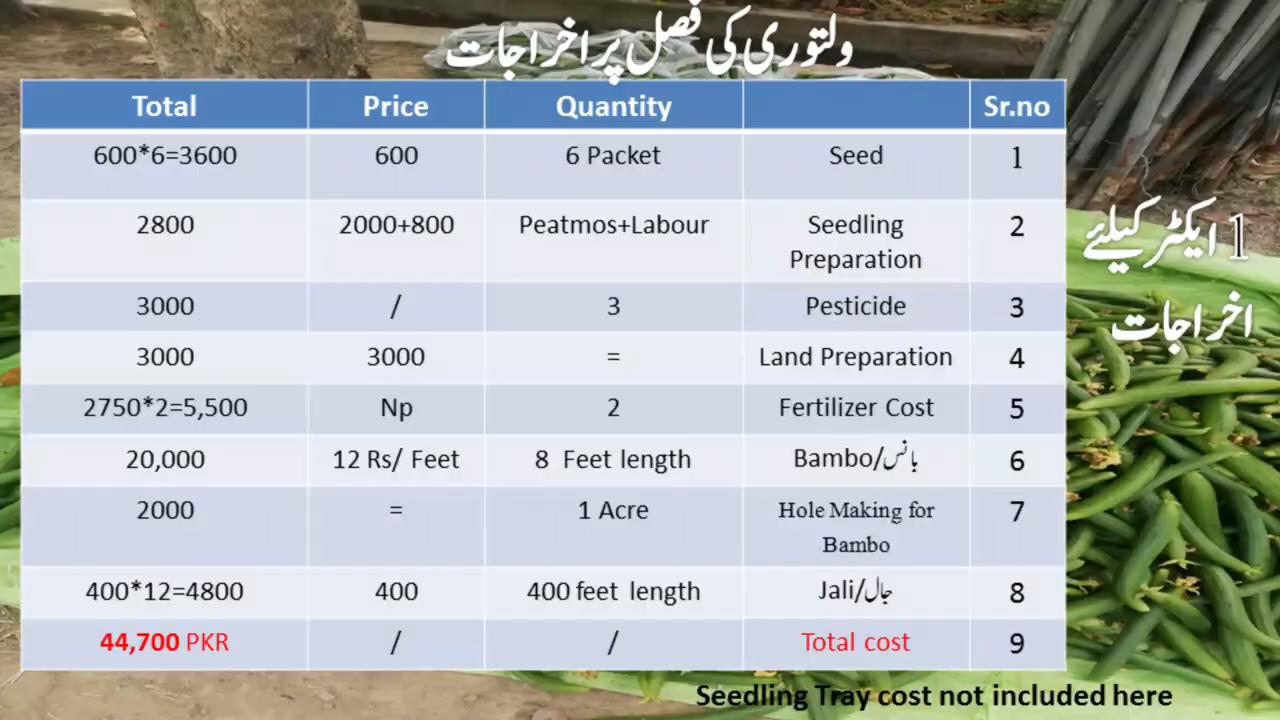 ولتوری کی فصل پر اخراجات
Total Price Quantity Sr.no
600*6=3600 600 6 Packet Seed 1
2800 2000+800 Peatmos+Labour Seedling Preparation 2
3000 / 3 Pesticide 3
3000 3000 = Land Preparation 4
2750*2=5,500 Np 2 Fertilizer Cost 5
20,000 12 Rs/ Feet 8 Feet length Bambo/بانس 6
2000 = 1 Acre Hole Making for Bambo 7
400*12=4800 400 400 feet length Jali/جال 8
44,700 PKR / / Total cost 9
1 ایکٹر کیلئے
اخراجات
Seedling Tray cost not included here